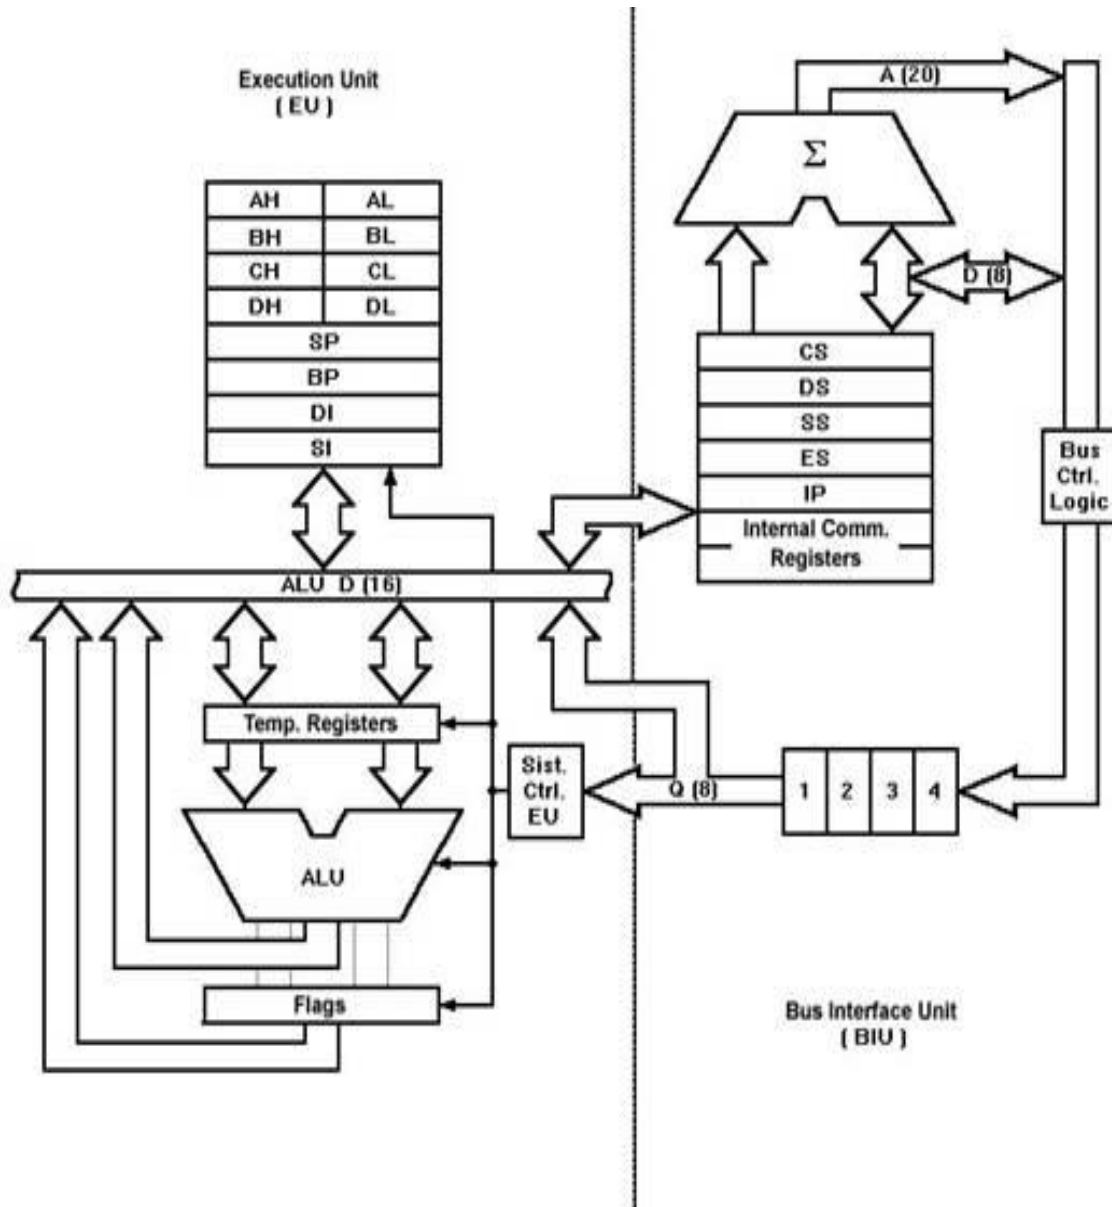 Execution Unit
( EU )
A (20)
Σ
AH AL
BH BL
CH CL
DH DL
SP
BP
DI
SI
D (8)
CS
DS
SS
ES
IP
Internal Comm.
Registers
Bus
Ctrl.
Logic
ALU D (16)
Temp. Registers
Sist.
Ctrl.
EU
Q (8)
1 2 3 4
ALU
Flags
Bus Interface Unit
( BIU )